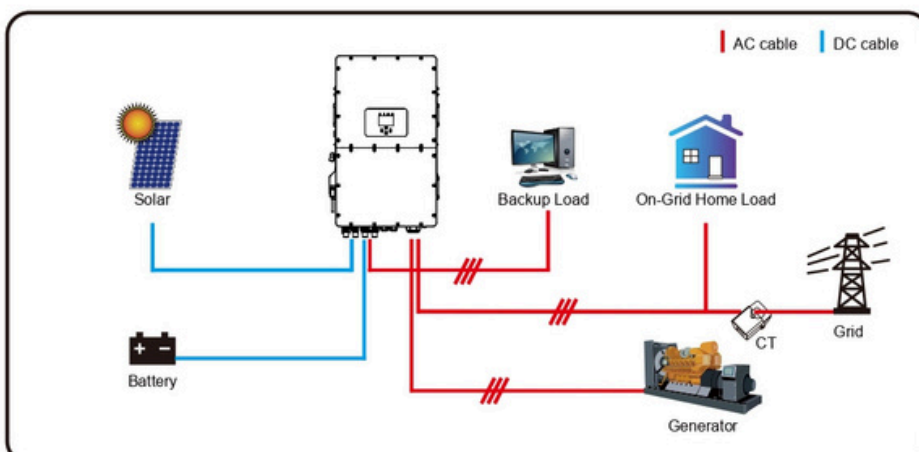 AC cable
DC cable
Solar
Backup Load
On-Grid Home Load
CT
Grid
Battery
Generator